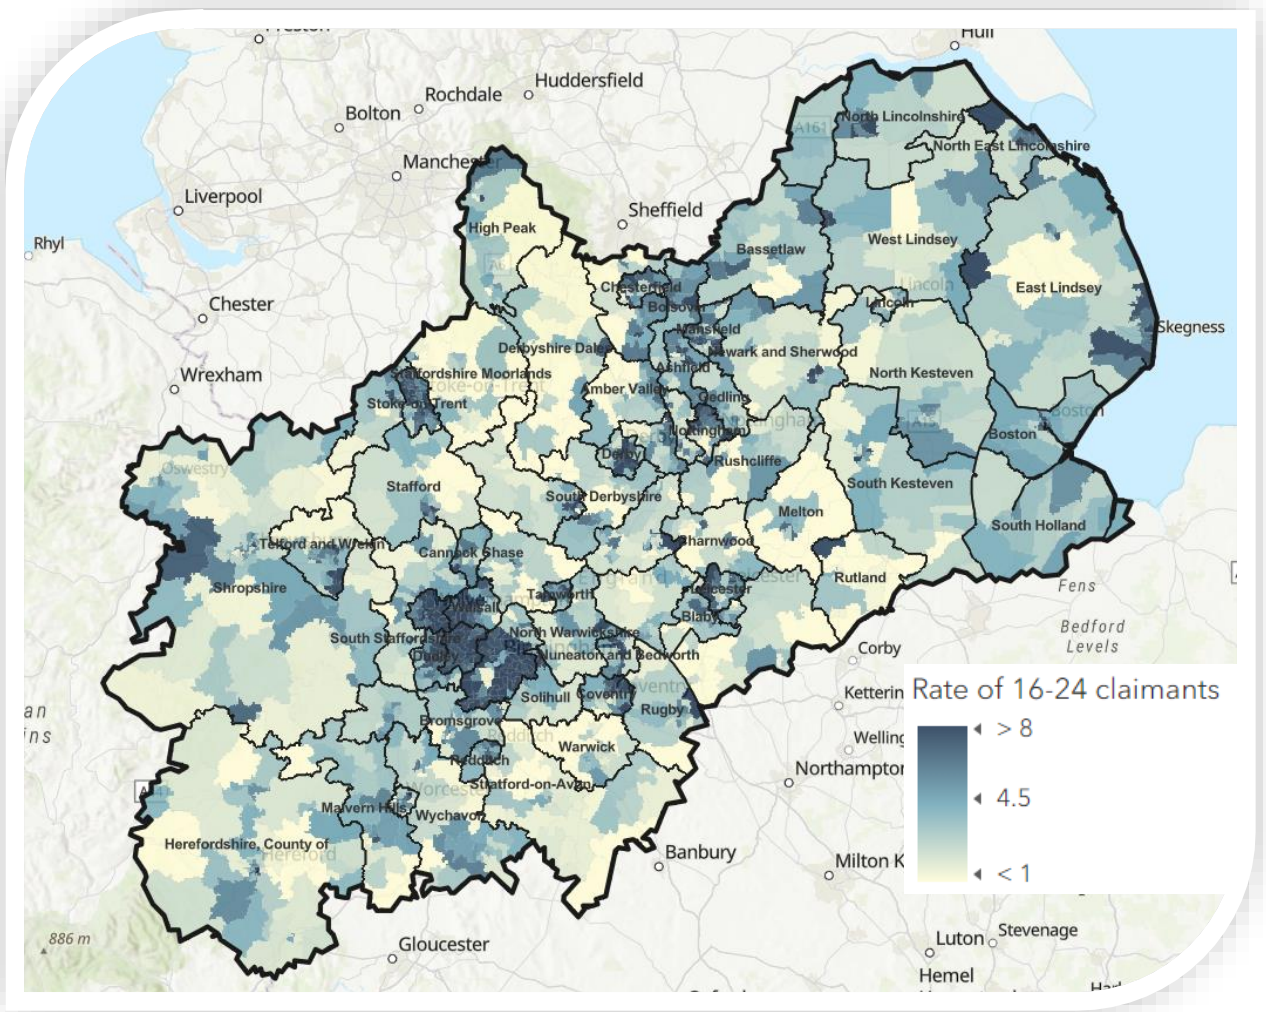 Hull
Huddersfield
Rochdale
Bolton
Manchester
Liverpool
Sheffield
Rhyl
Chester
Wrexham
Skegness
A161
North Lincolnshire
North East Lincolnshire
High Peak
Bassetlaw
West Lindsey
East Lindsey
Lincoln
Lincoln
Chesterfield
Bolsover
Mansfield
Derbyshire Dales
Newark and Sherwood
Ashfield
Staffordshire Moorlands
North Kesteven
Amber Valley
Gedling
Stoke-on-Trent
Boston
Boston
Nottingham
Derby
Rushcliffe
Oswestry
Stafford
South Derbyshire
South Kesteven
Melton
South Holland
Telford and Wrekin
Cannock Chase
Charnwood
Shropshire
Tamworth
Leicester
Rutland
Walsall
Blaby
South Staffordshire
North Warwickshire
Dudley
Nuneaton and Bedworth
Solihull
Coventry
Rugby
Bromsgrove
Redditch
Warwick
Redditch
Stratford-on-Avon
Malvern Hills
Wychavon
Herefordshire, County of
Hereford
Fens
Bedford
Levels
Corby
Northampton
Banbury
Gloucester
886 m
Luton
Stevenage
Hemel
Rate of 16-24 claimants
> 8
4.5
< 1